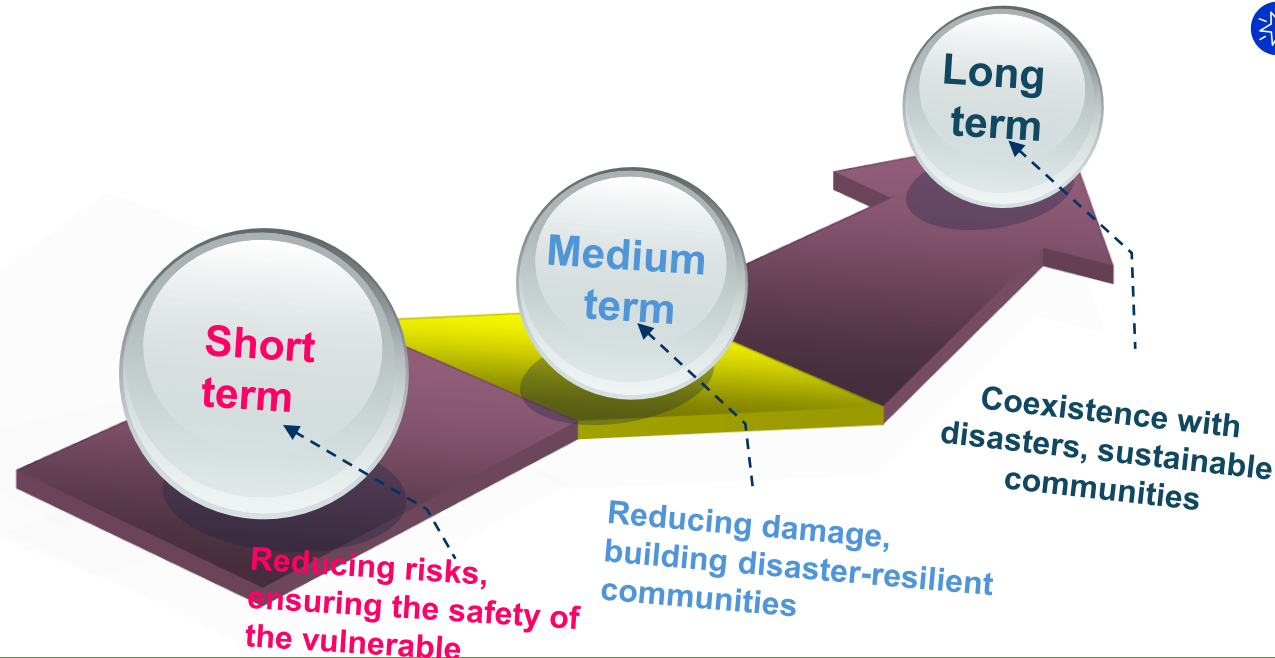 Short
term
Medium
term
Long
term
Reducing risks,
ensuring the safety of
the vulnerable
Reducing damage,
building disaster-resilient
communities
Coexistence with
disasters, sustainable
communities